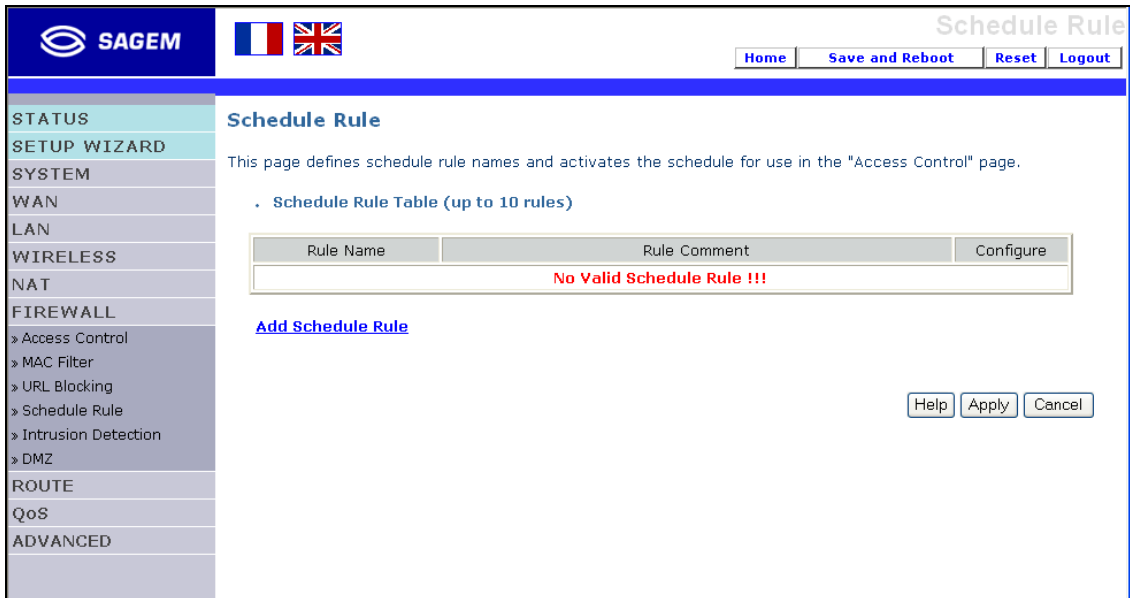 SAGEM
Schedule Rule
Home Save and Reboot Reset Logout
STATUS
SETUP WIZARD
SYSTEM
WAN
LAN
WIRELESS
NAT
FIREWALL
» Access Control
» MAC Filter
» URL Blocking
» Schedule Rule
» Intrusion Detection
» DMZ
ROUTE
QoS
ADVANCED
Schedule Rule
This page defines schedule rule names and activates the schedule for use in the "Access Control" page.
. Schedule Rule Table (up to 10 rules)
Rule Name Rule Comment Configure
No Valid Schedule Rule !!!
Add Schedule Rule
Help Apply Cancel